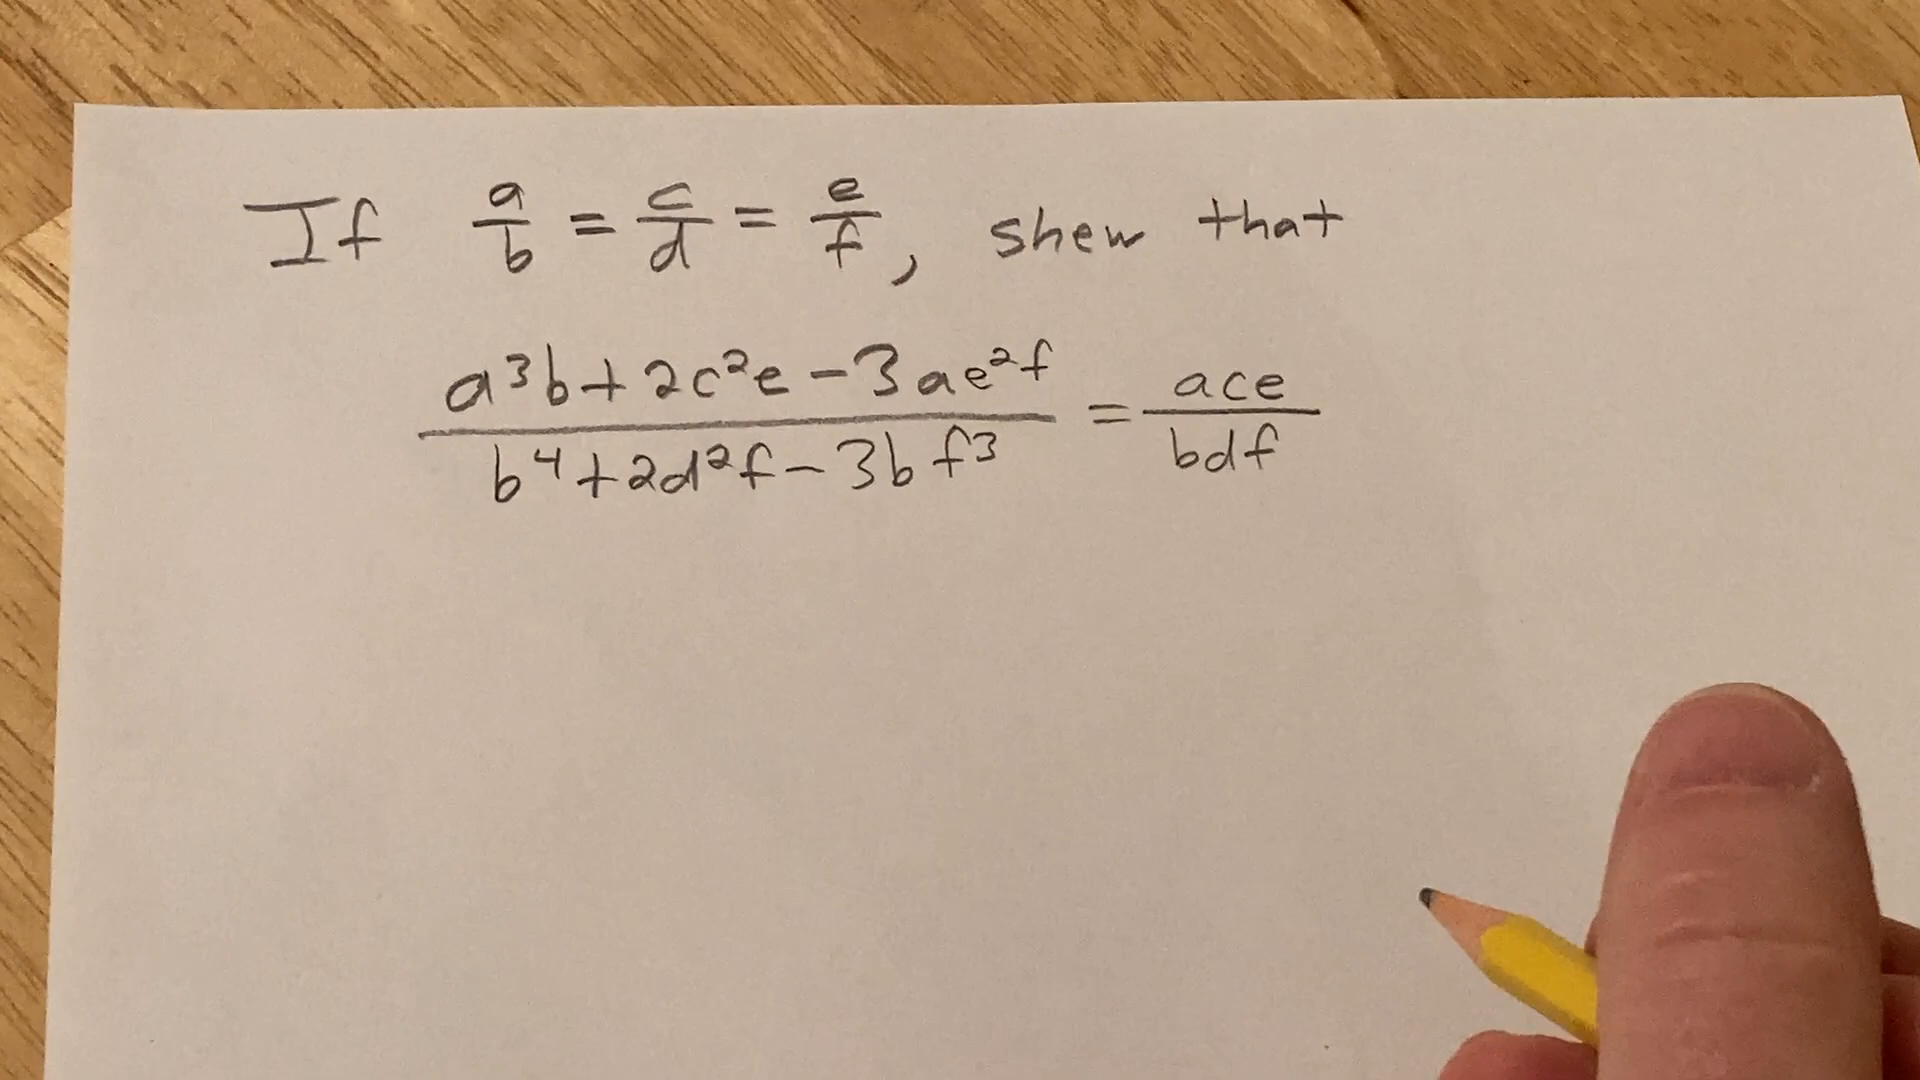 If a/b = c/d = e/f, shew that
(a³b + 2c²e - 3ae²f)/(b⁴ + 2d²f - 3bf³) = ace/bdf